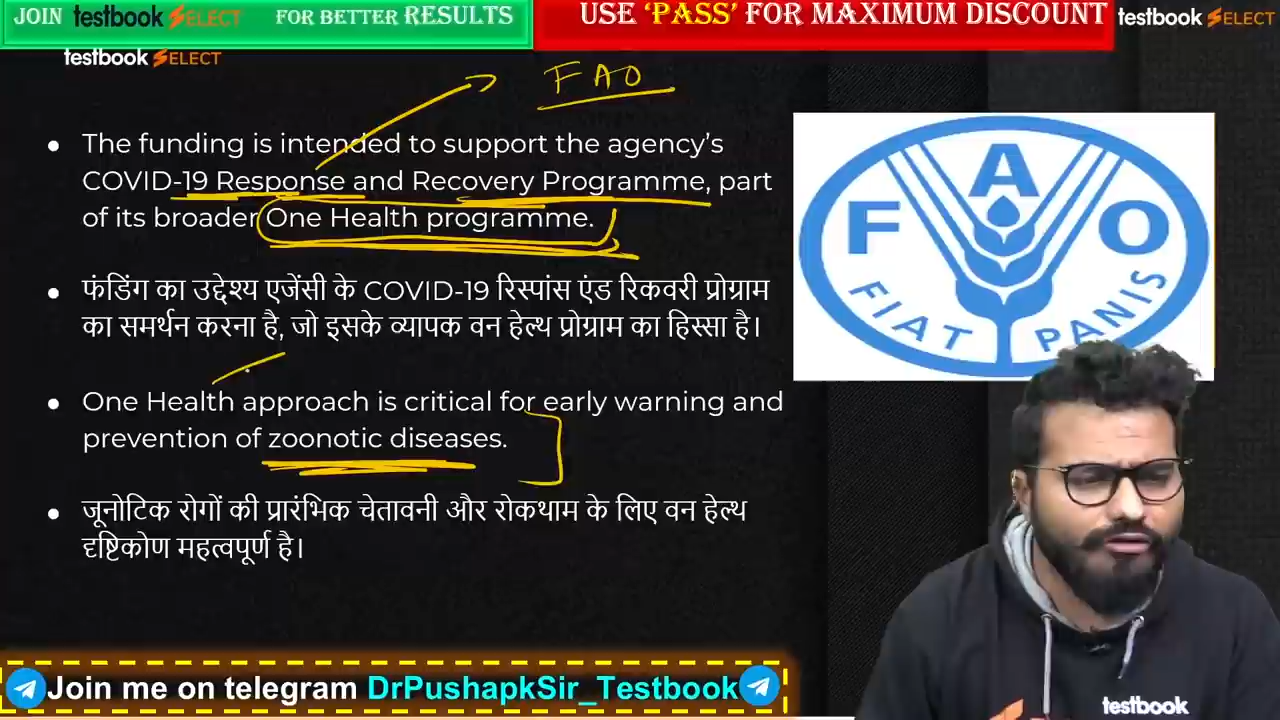 JOIN testbook SELECT FOR BETTER RESULTS
USE ‘PASS’ FOR MAXIMUM DISCOUNT
testbook SELECT
testbook SELECT
FAO
The funding is intended to support the agency’s
COVID-19 Response and Recovery Programme, part
of its broader One Health programme.
फंडिंग का उद्देश्य एजेंसी के COVID-19 रिस्पांस एंड रिकवरी प्रोग्राम
का समर्थन करना है, जो इसके व्यापक वन हेल्थ प्रोग्राम का हिस्सा है।
One Health approach is critical for early warning and
prevention of zoonotic diseases.
जूनोटिक रोगों की प्रारंभिक चेतावनी और रोकथाम के लिए वन हेल्थ
दृष्टिकोण महत्वपूर्ण है।
F A O
FIAT PANIS
testbook
Join me on telegram DrPushapkSir_Testbook